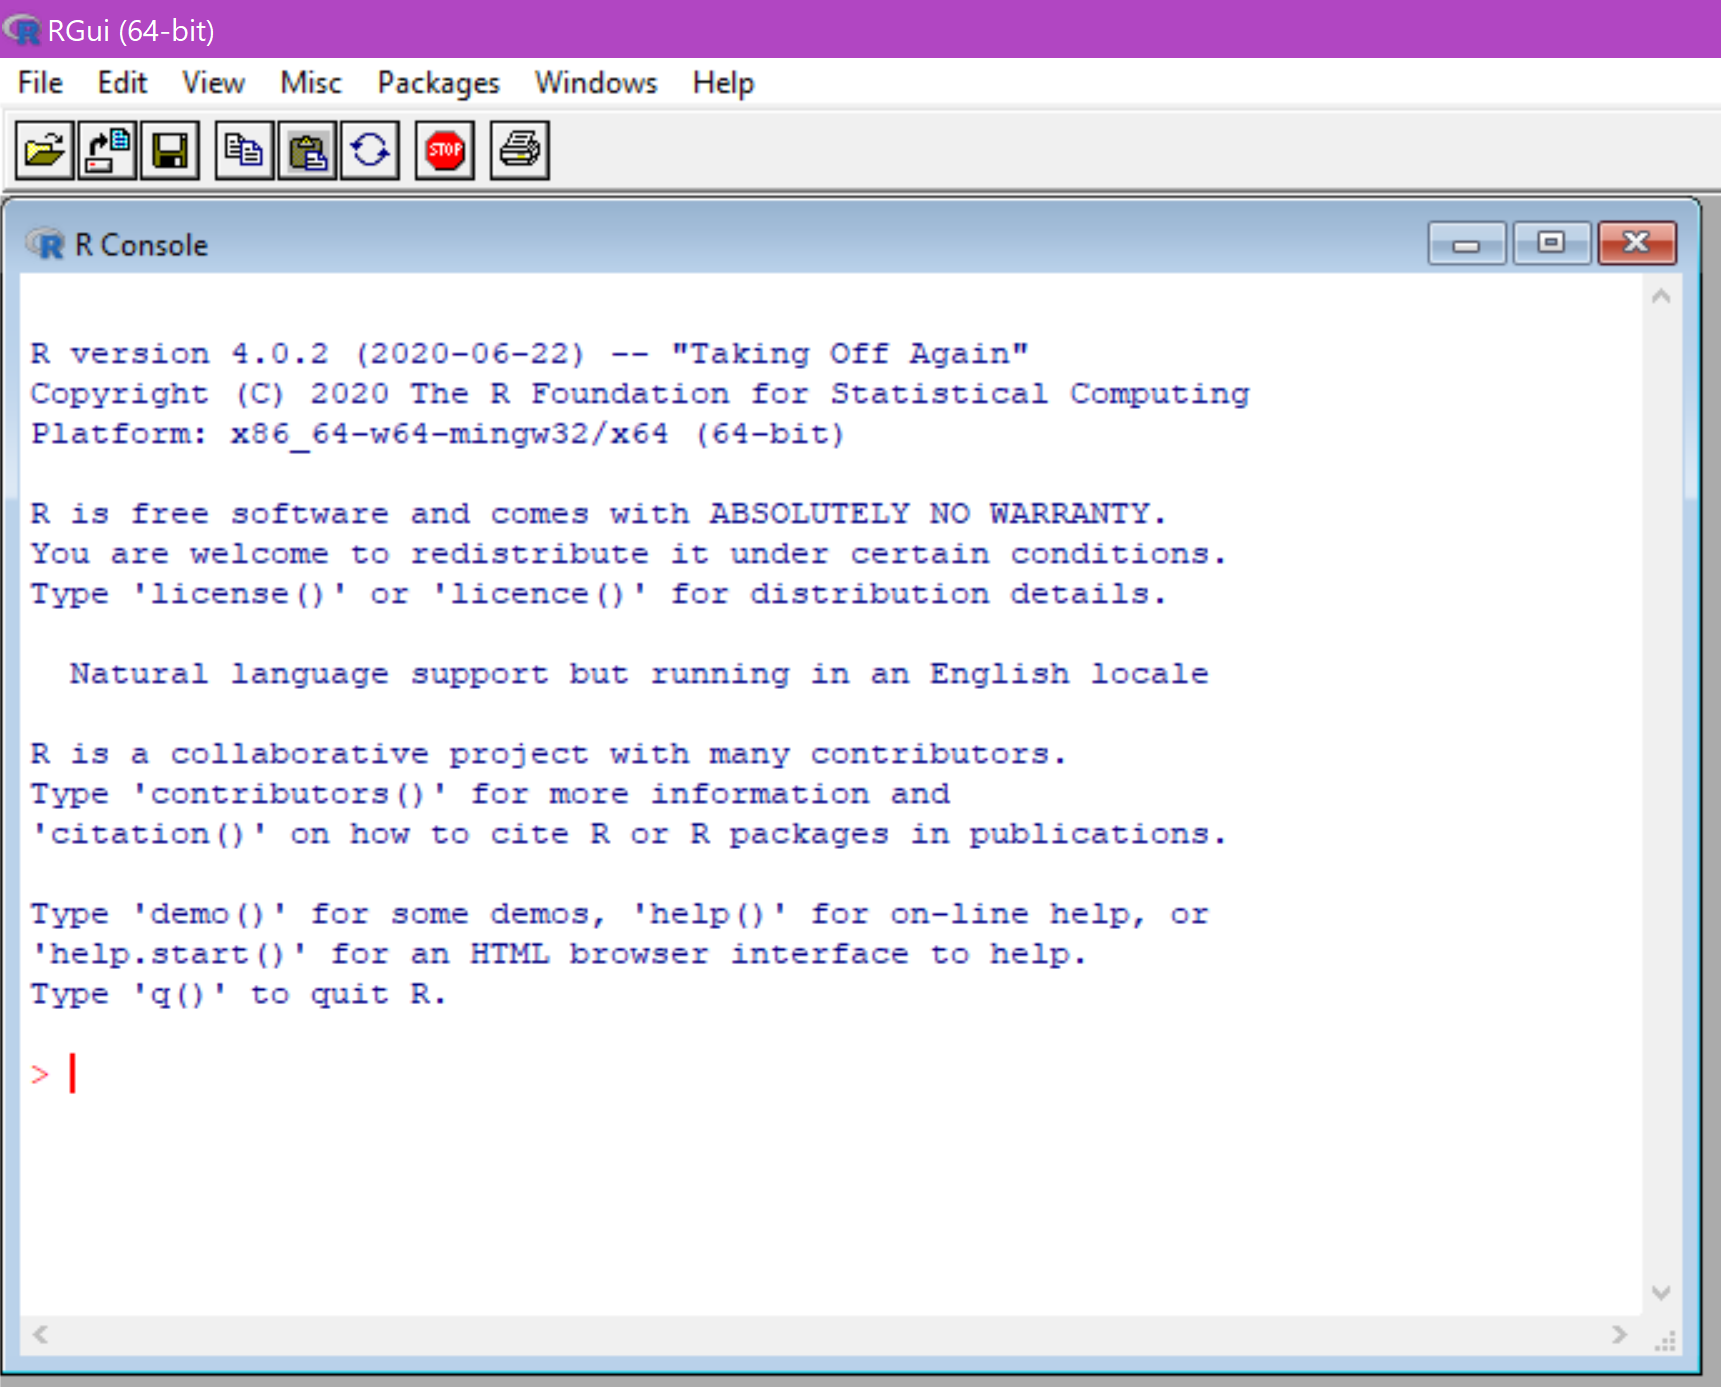 RGui (64-bit)
File Edit View Misc Packages Windows Help
STOP
R Console
R version 4.0.2 (2020-06-22) -- "Taking Off Again"
Copyright (C) 2020 The R Foundation for Statistical Computing
Platform: x86_64-w64-mingw32/x64 (64-bit)
R is free software and comes with ABSOLUTELY NO WARRANTY.
You are welcome to redistribute it under certain conditions.
Type 'license()' or 'licence()' for distribution details.
Natural language support but running in an English locale
R is a collaborative project with many contributors.
Type 'contributors()' for more information and
'citation()' on how to cite R or R packages in publications.
Type 'demo()' for some demos, 'help()' for on-line help, or
'help.start()' for an HTML browser interface to help.
Type 'q()' to quit R.
>